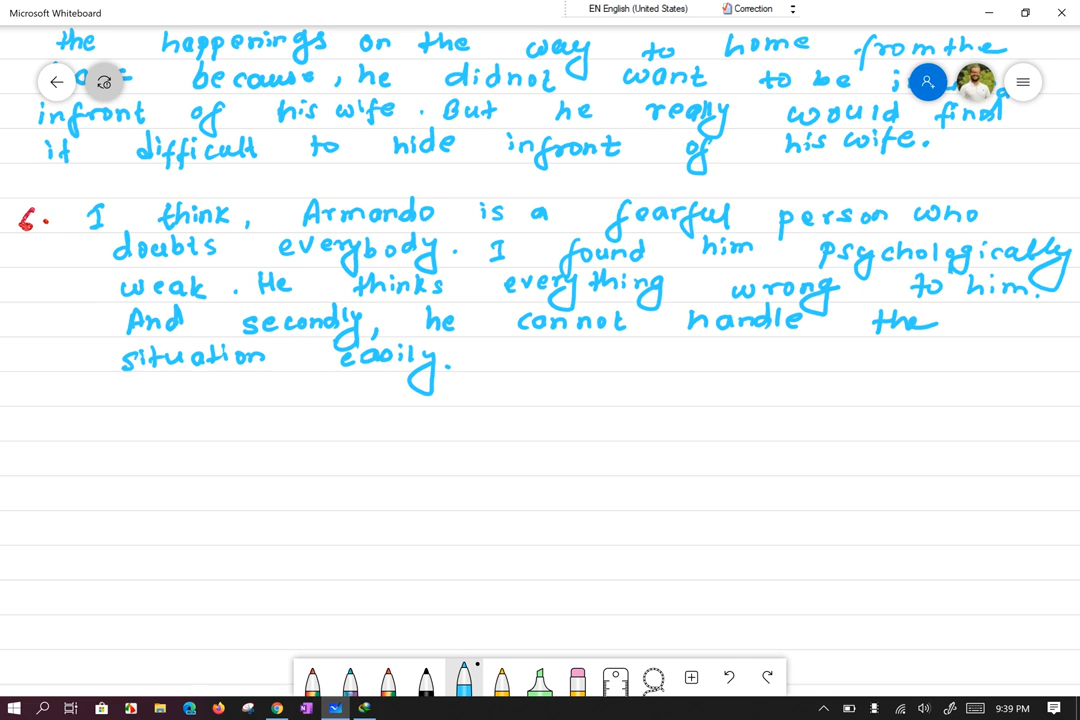 Microsoft Whiteboard
EN English (United States) Correction
the happenings on the way to home from the
because, he didnot want to be
infront of his wife. But he really would find
it difficult to hide infront of his wife.
6. I think, Armando is a fearful person who
doubts everybody. I found him psychologically
weak. He thinks everything wrong to him.
And secondly, he cannot handle the
situation easily.
9:39 PM